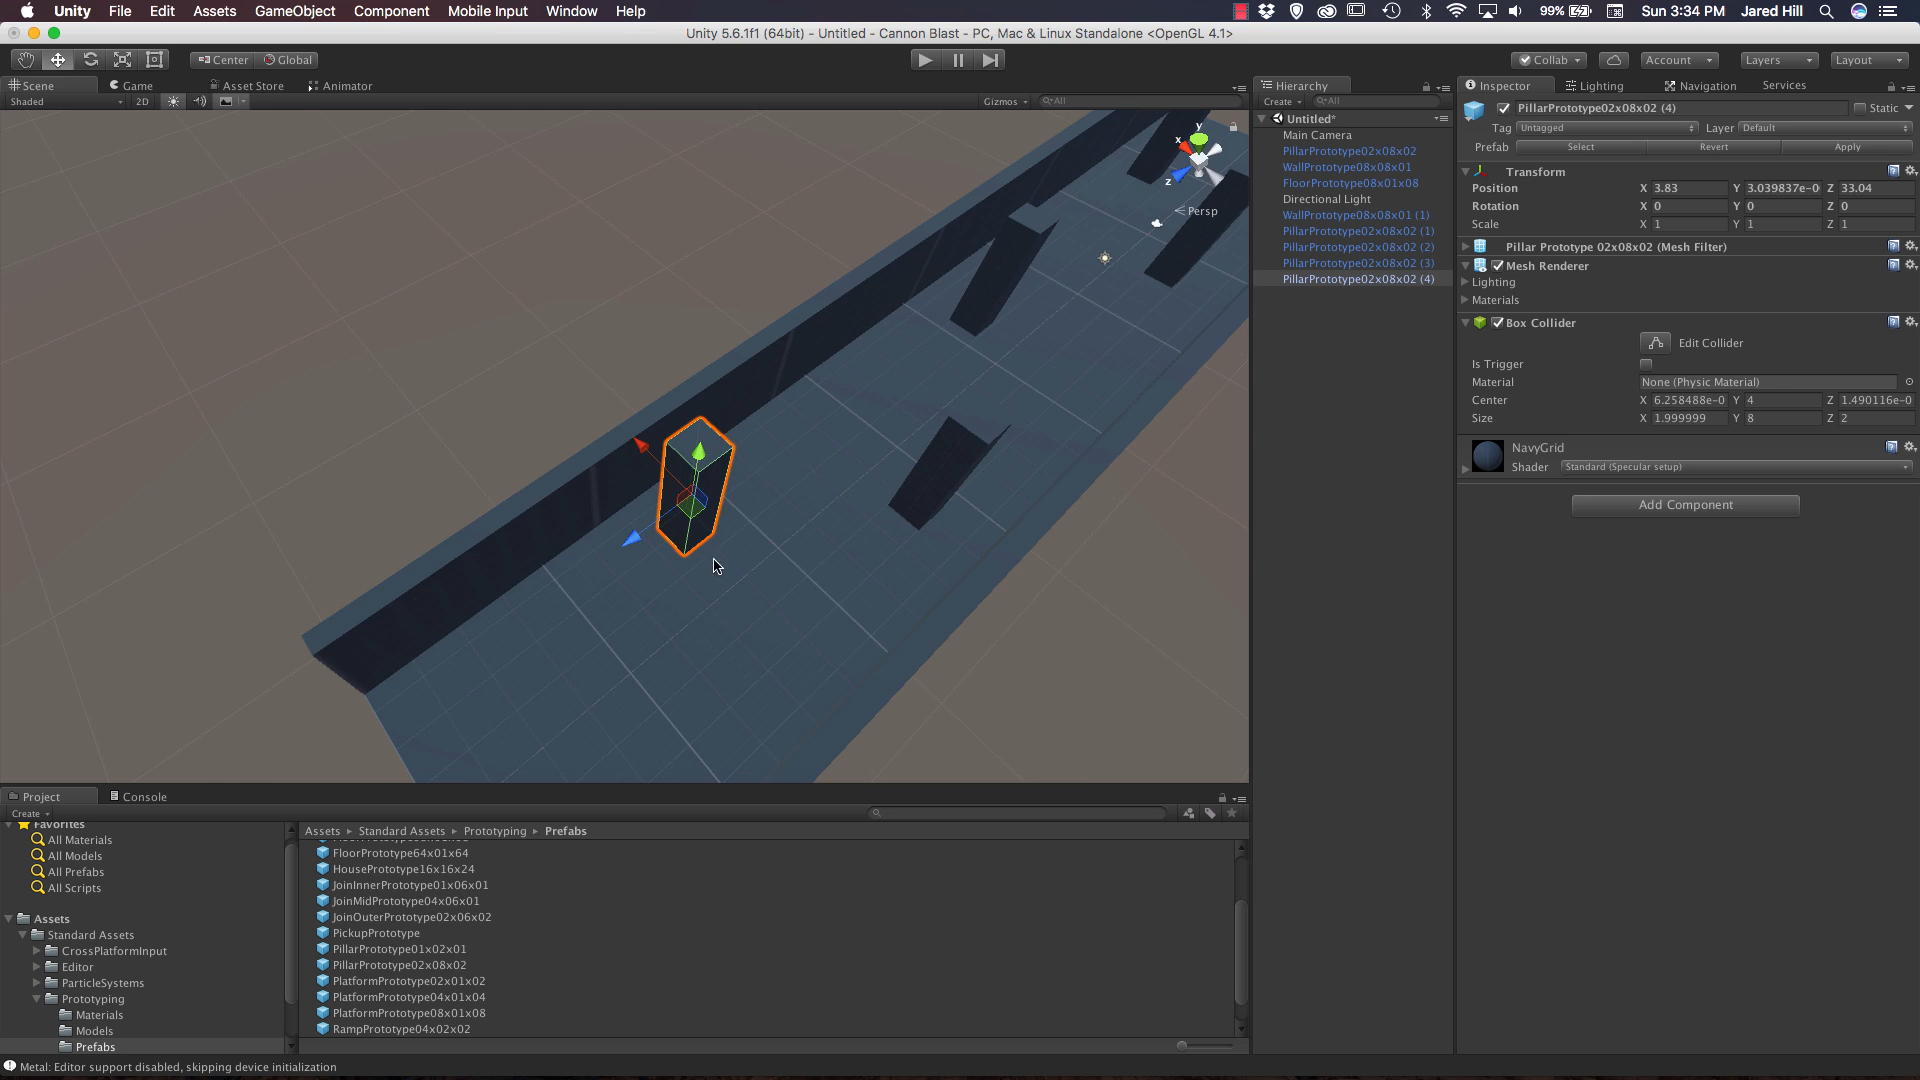 Unity File Edit Assets GameObject Component Mobile Input Window Help 99% Sun 3:34 PM Jared Hill
Unity 5.6.1f1 (64bit) - Untitled - Cannon Blast - PC, Mac & Linux Standalone <OpenGL 4.1>
Center Global Collab Account Layers Layout
Scene Game Asset Store Animator
Shaded 2D Gizmos All
y
x
z
Persp
Hierarchy
Create All
Untitled*
Main Camera
PillarPrototype02x08x02
WallPrototype08x08x01
FloorPrototype08x01x08
Directional Light
WallPrototype08x08x01 (1)
PillarPrototype02x08x02 (1)
PillarPrototype02x08x02 (2)
PillarPrototype02x08x02 (3)
PillarPrototype02x08x02 (4)
Inspector Lighting Navigation Services
PillarPrototype02x08x02 (4) Static
Tag Untagged Layer Default
Prefab Select Revert Apply
Transform
Position X 3.83 Y 3.039837e-0 Z 33.04
Rotation X 0 Y 0 Z 0
Scale X 1 Y 1 Z 1
Pillar Prototype 02x08x02 (Mesh Filter)
Mesh Renderer
Lighting
Materials
Box Collider
Edit Collider
Is Trigger
Material None (Physic Material)
Center X 6.258488e-0 Y 4 Z 1.490116e-0
Size X 1.999999 Y 8 Z 2
NavyGrid
Shader Standard (Specular setup)
Add Component
Project Console
Create
Favorites
All Materials
All Models
All Prefabs
All Scripts
Assets
Standard Assets
CrossPlatformInput
Editor
ParticleSystems
Prototyping
Materials
Models
Prefabs
Assets Standard Assets Prototyping Prefabs
FloorPrototype64x01x64
HousePrototype16x16x24
JoinInnerPrototype01x06x01
JoinMidPrototype04x06x01
JoinOuterPrototype02x06x02
PickupPrototype
PillarPrototype01x02x01
PillarPrototype02x08x02
PlatformPrototype02x01x02
PlatformPrototype04x01x04
PlatformPrototype08x01x08
RampPrototype04x02x02
Metal: Editor support disabled, skipping device initialization